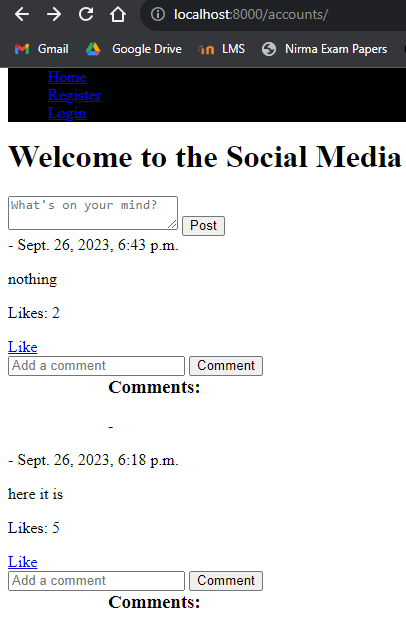 localhost:8000/accounts/
Gmail Google Drive LMS Nirma Exam Papers
Home
Register
Login
Welcome to the Social Media
What's on your mind?
Post
- Sept. 26, 2023, 6:43 p.m.
nothing
Likes: 2
Like
Add a comment Comment
Comments:
-
- Sept. 26, 2023, 6:18 p.m.
here it is
Likes: 5
Like
Add a comment Comment
Comments: